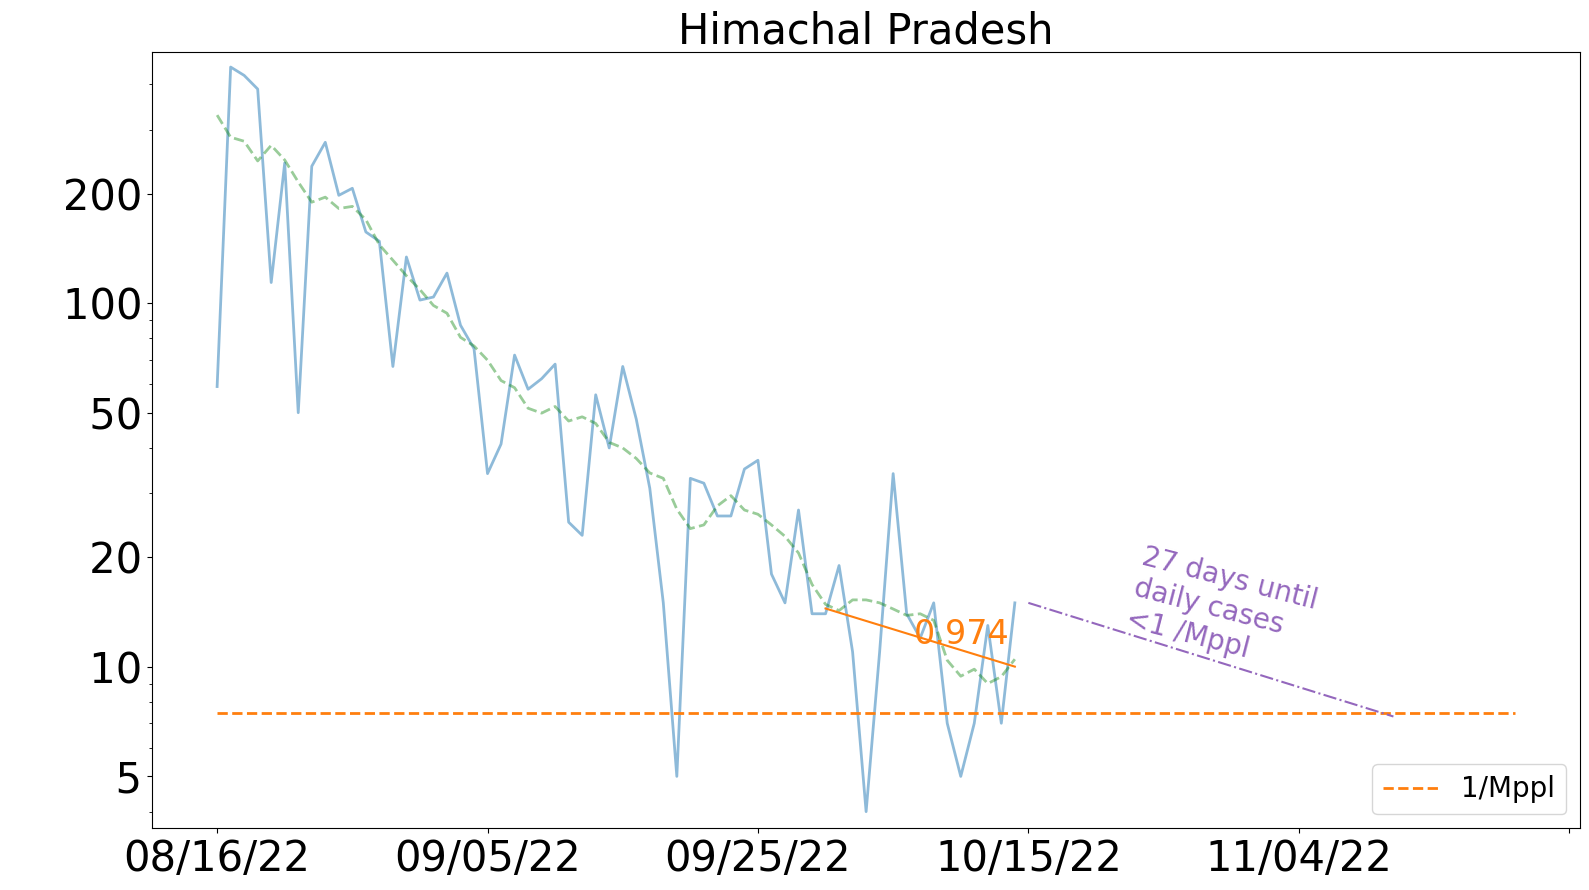 Himachal Pradesh
200
100
50
20
10
5
0.974
27 days until
daily cases
<1 /Mppl
1/Mppl
08/16/22
09/05/22
09/25/22
10/15/22
11/04/22